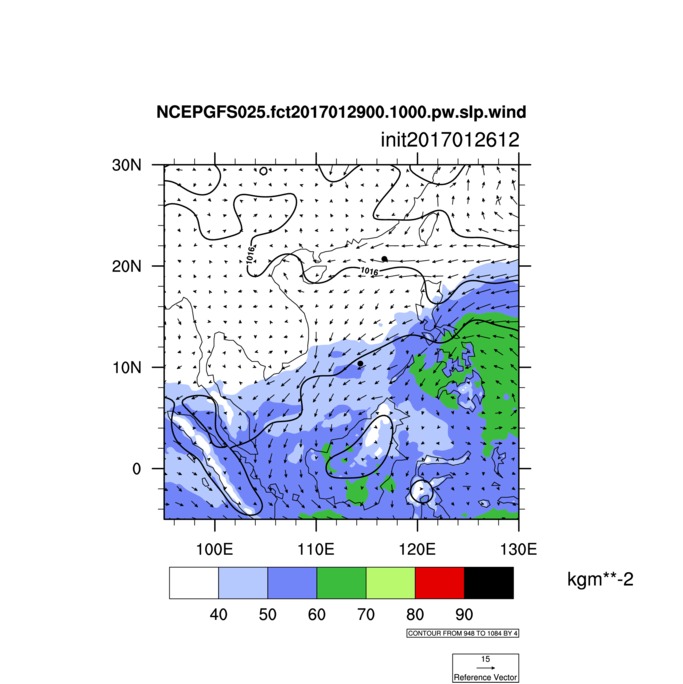 NCEPGFS025.fct2017012900.1000.pw.slp.wind
init2017012612
30N
20N
10N
0
1016
1016
100E 110E 120E 130E
kgm**-2
40 50 60 70 80 90
CONTOUR FROM 948 TO 1084 BY 4
15
Reference Vector